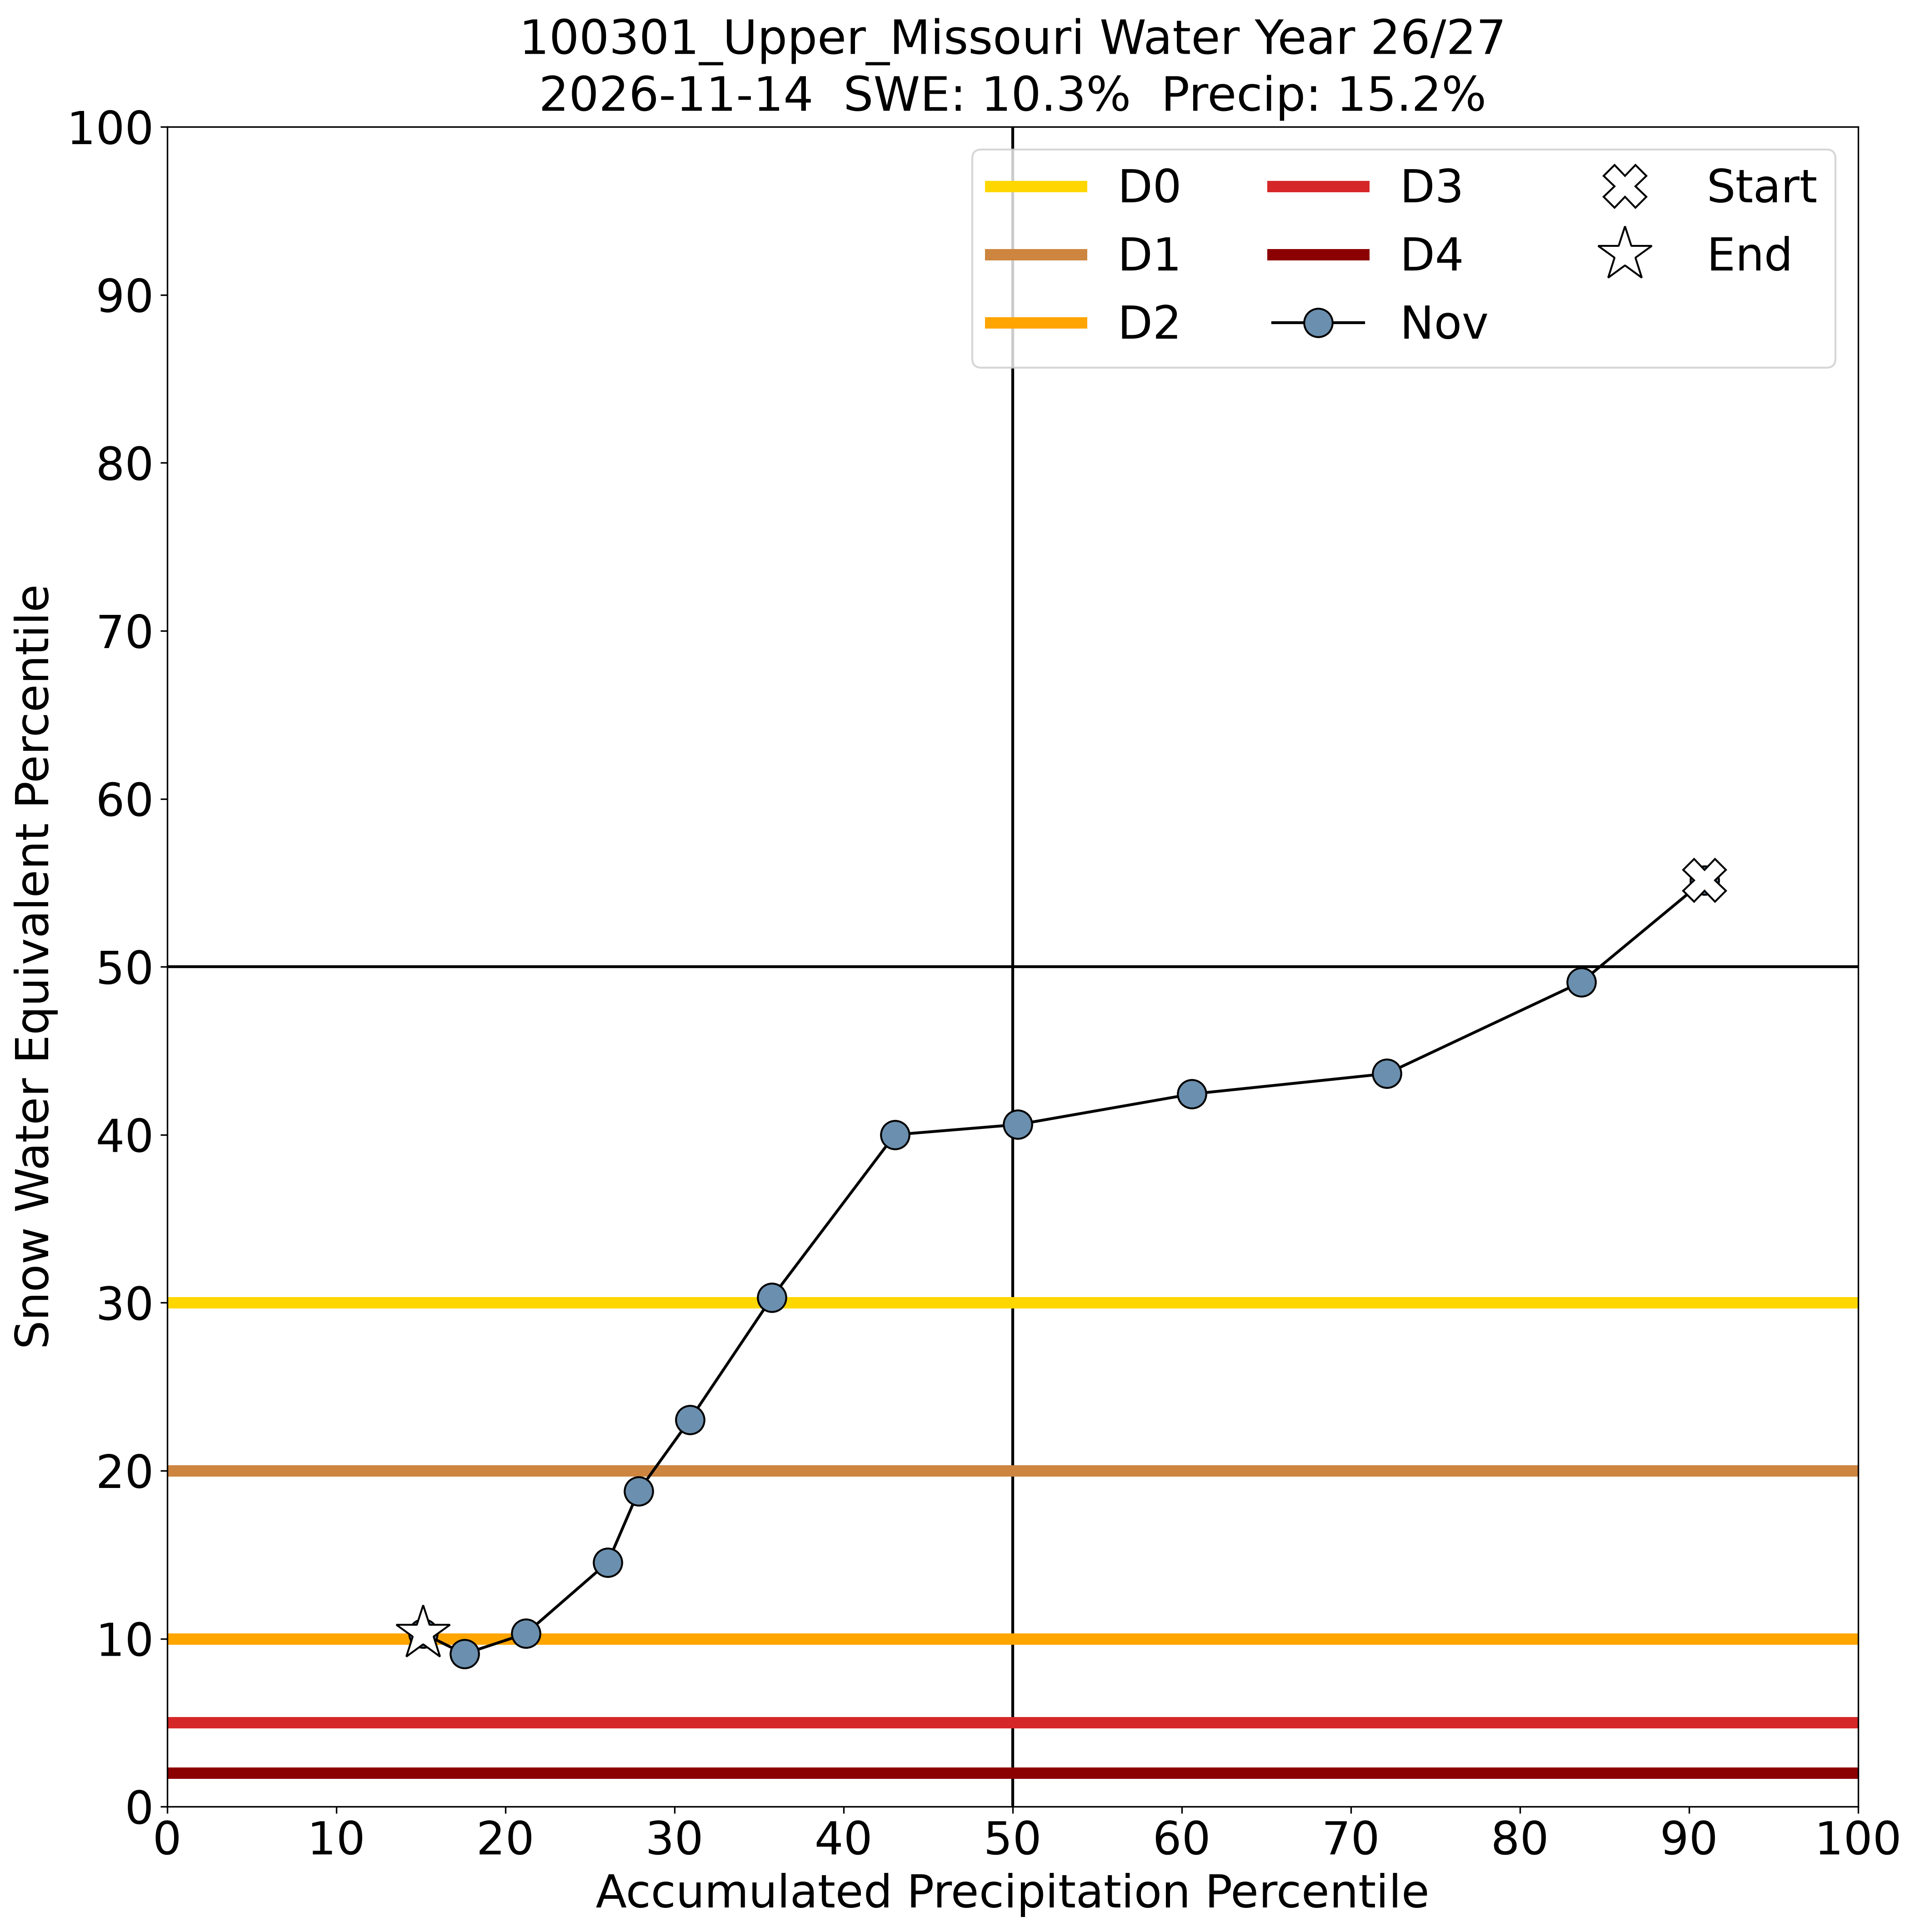 100301_Upper_Missouri Water Year 26/27
2026-11-14  SWE: 10.3%  Precip: 15.2%
D0
D1
D2
D3
D4
Nov
Start
End
Snow Water Equivalent Percentile
100
90
80
70
60
50
40
30
20
10
0
0 10 20 30 40 50 60 70 80 90 100
Accumulated Precipitation Percentile